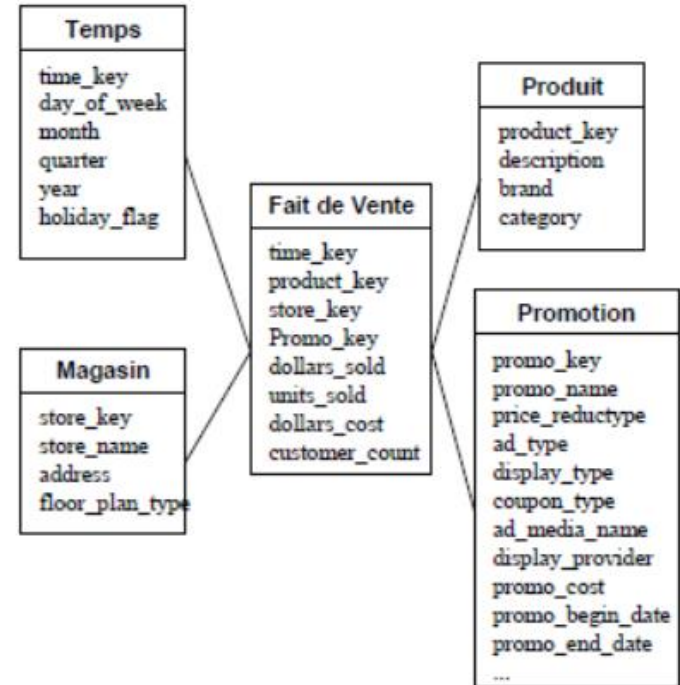 Temps
time_key
day_of_week
month
quarter
year
holiday_flag
Magasin
store_key
store_name
address
floor_plan_type
Fait de Vente
time_key
product_key
store_key
Promo_key
dollars_sold
units_sold
dollars_cost
customer_count
Produit
product_key
description
brand
category
Promotion
promo_key
promo_name
price_reductype
ad_type
display_type
coupon_type
ad_media_name
display_provider
promo_cost
promo_begin_date
promo_end_date
...